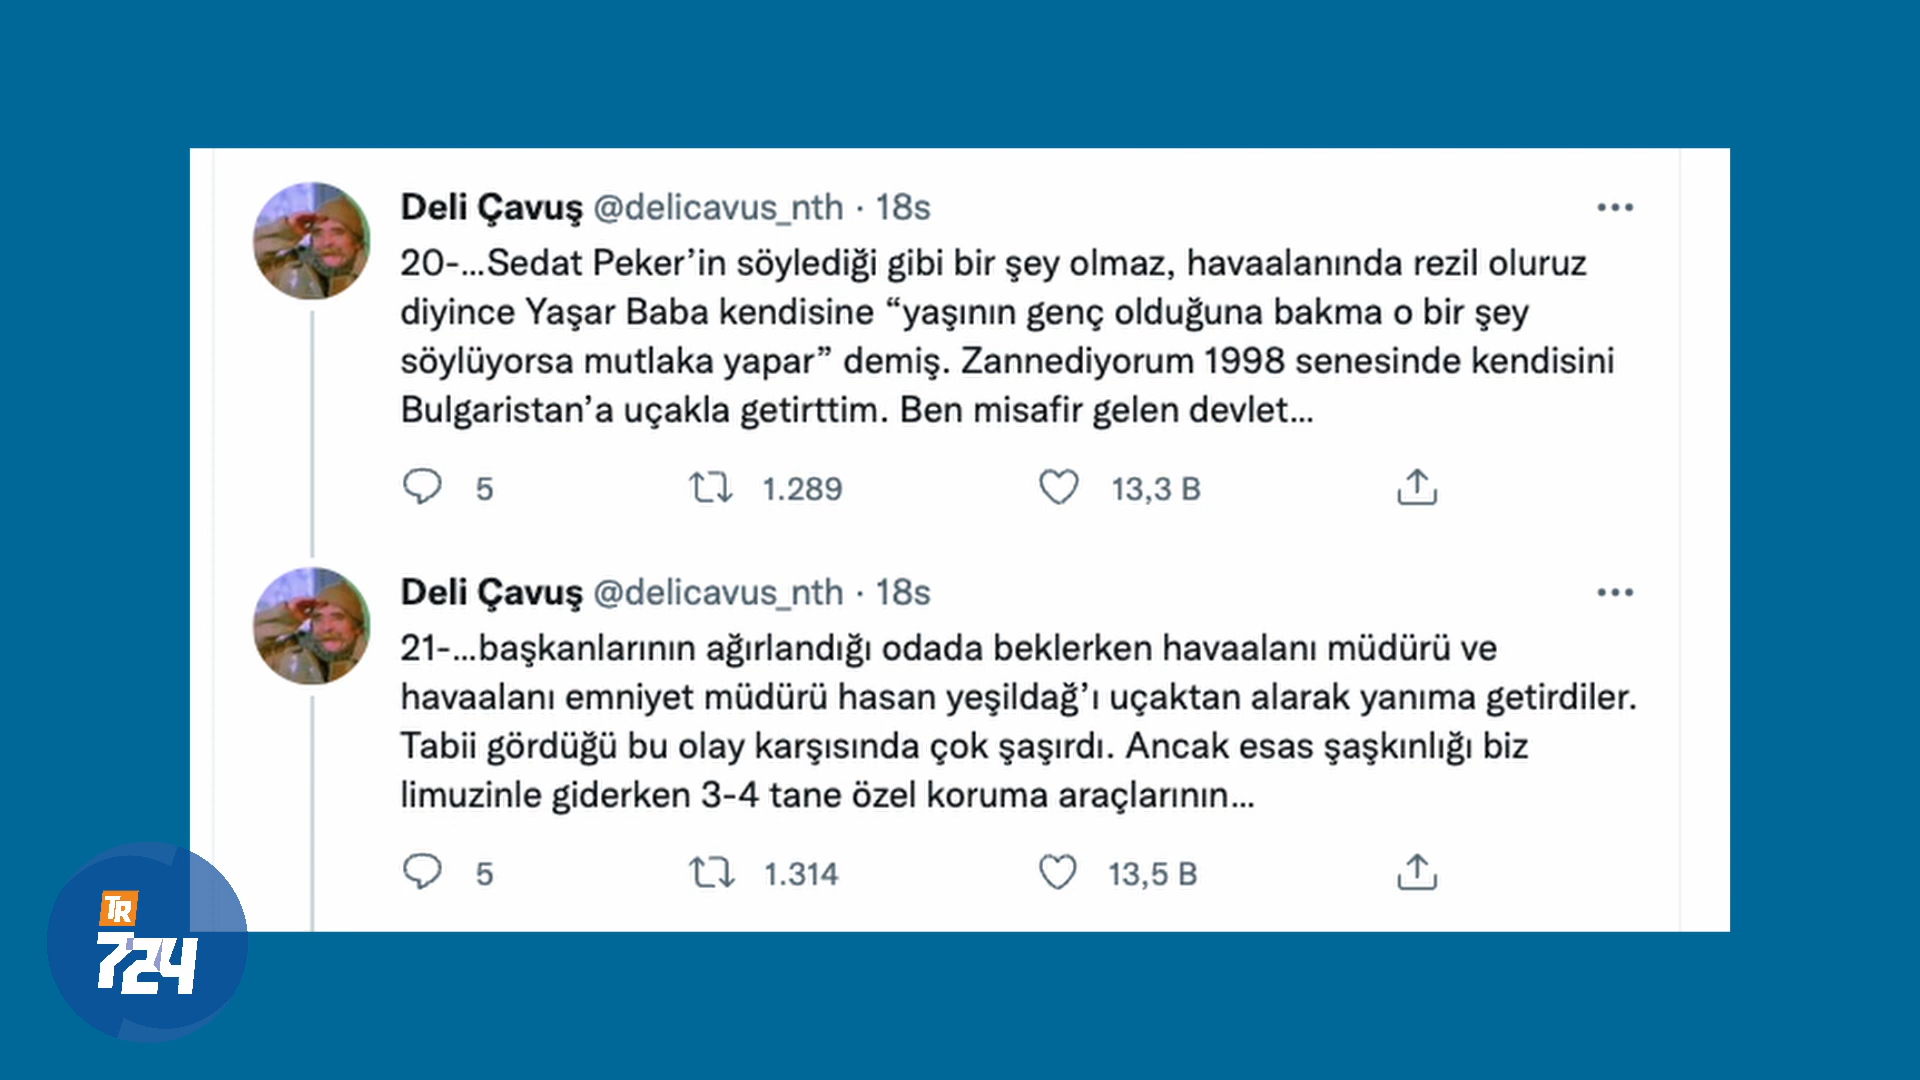 Deli Çavuş @delicavus_nth · 18s
20-...Sedat Peker’in söylediği gibi bir şey olmaz, havaalanında rezil oluruz
diyince Yaşar Baba kendisine “yaşının genç olduğuna bakma o bir şey
söylüyorsa mutlaka yapar” demiş. Zannediyorum 1998 senesinde kendisini
Bulgaristan’a uçakla getirttim. Ben misafir gelen devlet...
5 1.289 13,3 B
Deli Çavuş @delicavus_nth · 18s
21-...başkanlarının ağırlandığı odada beklerken havaalanı müdürü ve
havaalanı emniyet müdürü hasan yeşildağ’ı uçaktan alarak yanıma getirdiler.
Tabii gördüğü bu olay karşısında çok şaşırdı. Ancak esas şaşkınlığı biz
limuzinle giderken 3-4 tane özel koruma araçlarının...
5 1.314 13,5 B
TR
724